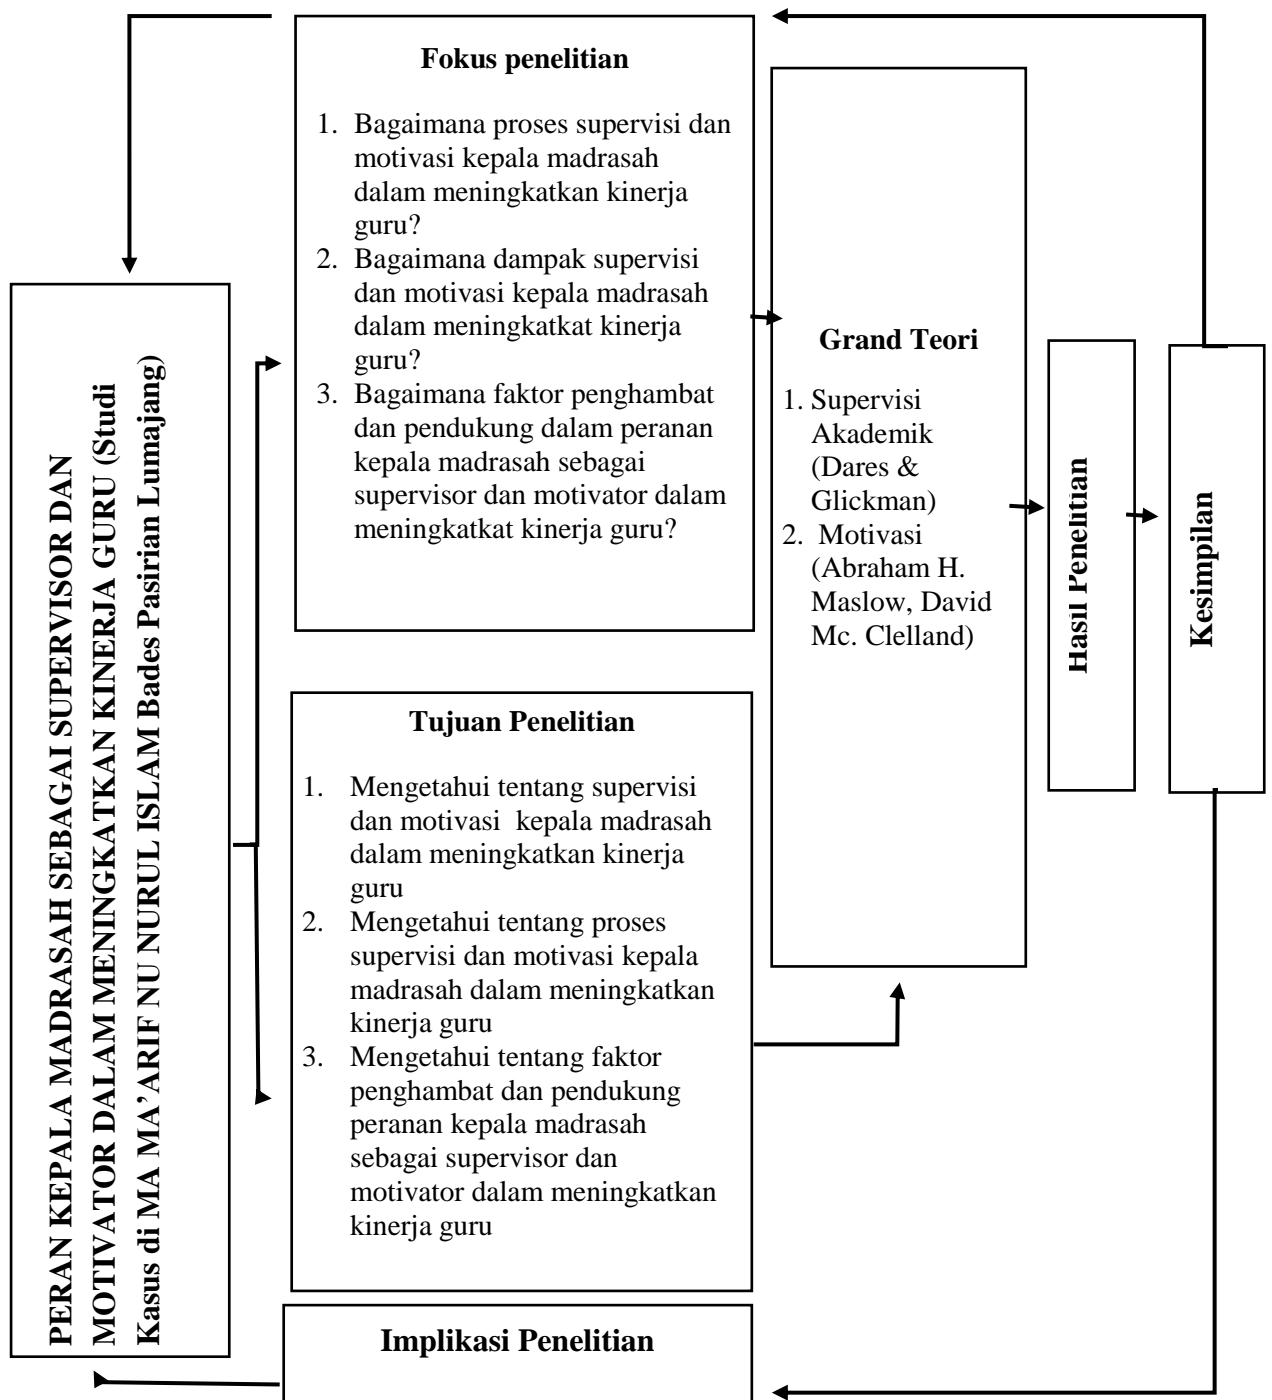 PERAN KEPALA MADRASAH SEBAGAI SUPERVISOR DAN
MOTIVATOR DALAM MENINGKATKAN KINERJA GURU (Studi
Kasus di MA MA’ARIF NU NURUL ISLAM Bades Pasirian Lumajang)
Fokus penelitian
1. Bagaimana proses supervisi dan
motivasi kepala madrasah
dalam meningkatkan kinerja
guru?
2. Bagaimana dampak supervisi
dan motivasi kepala madrasah
dalam meningkatkat kinerja
guru?
3. Bagaimana faktor penghambat
dan pendukung dalam peranan
kepala madrasah sebagai
supervisor dan motivator dalam
meningkatkat kinerja guru?
Tujuan Penelitian
1. Mengetahui tentang supervisi
dan motivasi kepala madrasah
dalam meningkatkan kinerja
guru
2. Mengetahui tentang proses
supervisi dan motivasi kepala
madrasah dalam meningkatkan
kinerja guru
3. Mengetahui tentang faktor
penghambat dan pendukung
peranan kepala madrasah
sebagai supervisor dan
motivator dalam meningkatkan
kinerja guru
Implikasi Penelitian
Grand Teori
1. Supervisi
Akademik
(Dares &
Glickman)
2. Motivasi
(Abraham H.
Maslow, David
Mc. Clelland)
Hasil Penelitian
Kesimpilan